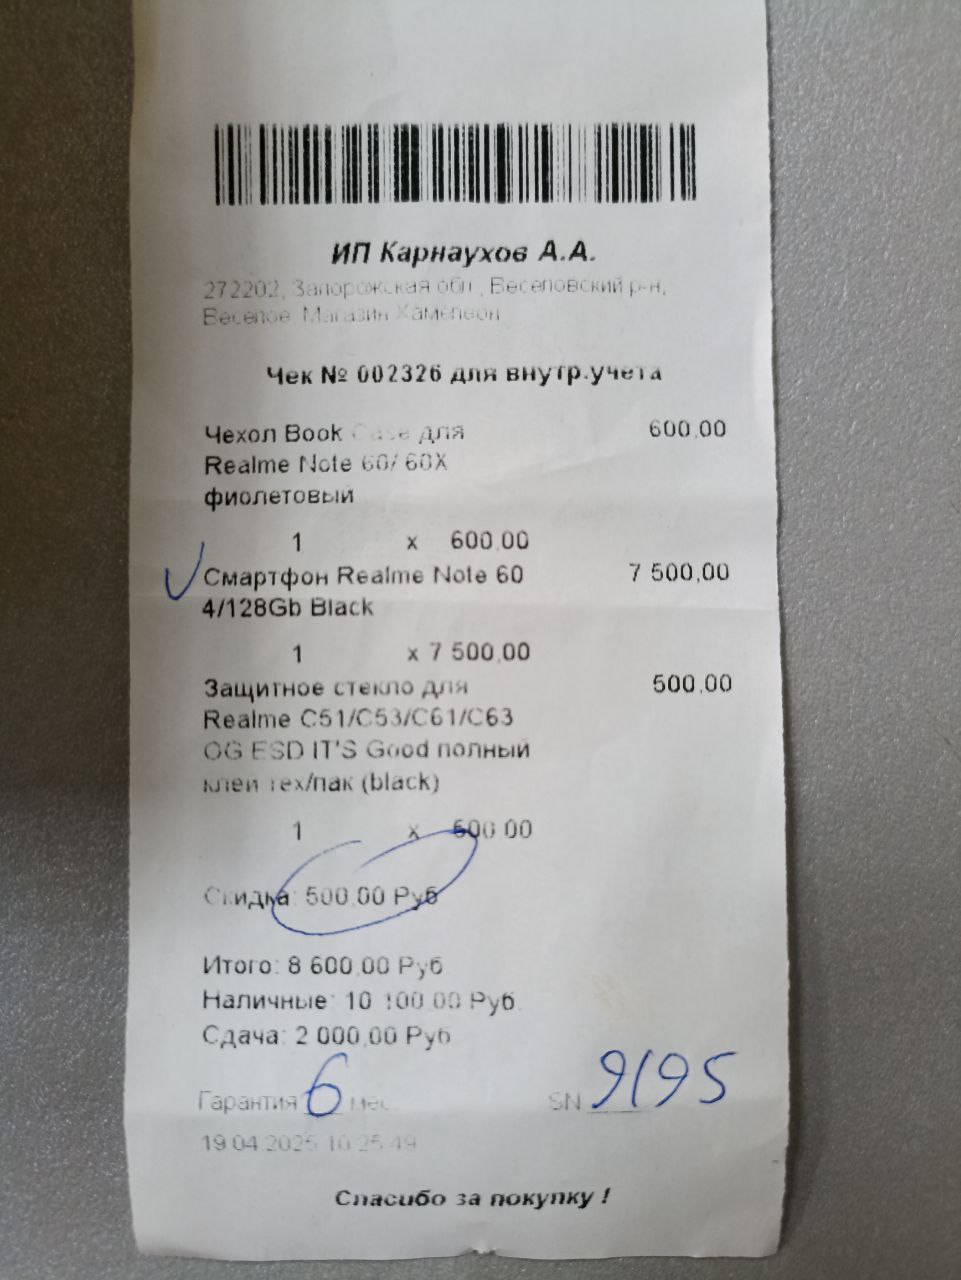 ИП Карнаухов А.А.
272202, Запорожская обл., Веселовский р-н,
Веселое, Магазин Хамелеон
Чек № 002326 для внутр.учета
Чехол Book Case для 600,00
Realme Note 60/ 60X
фиолетовый
1 x 600,00
Смартфон Realme Note 60 7 500,00
4/128Gb Black
1 x 7 500,00
Защитное стекло для 500,00
Realme C51/C53/C61/C63
OG ESD IT'S Good полный
клей тех/пак (black)
1 x 500,00
Скидка: 500,00 Руб
Итого: 8 600,00 Руб
Наличные: 10 100,00 Руб.
Сдача: 2 000,00 Руб
Гарантия 6 мес. SN 9195
19.04.2025 10:25:49
Спасибо за покупку !